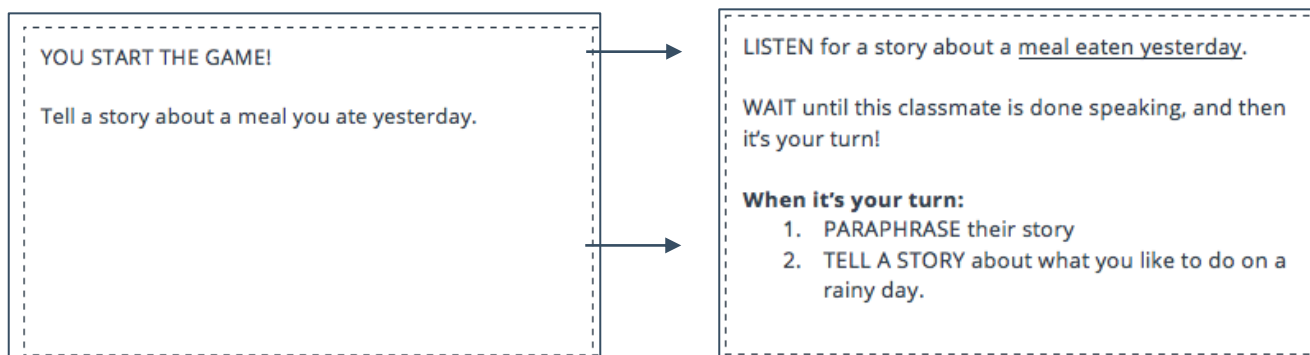 YOU START THE GAME!
Tell a story about a meal you ate yesterday.
LISTEN for a story about a meal eaten yesterday.
WAIT until this classmate is done speaking, and then
it’s your turn!
When it’s your turn:
1. PARAPHRASE their story
2. TELL A STORY about what you like to do on a
rainy day.